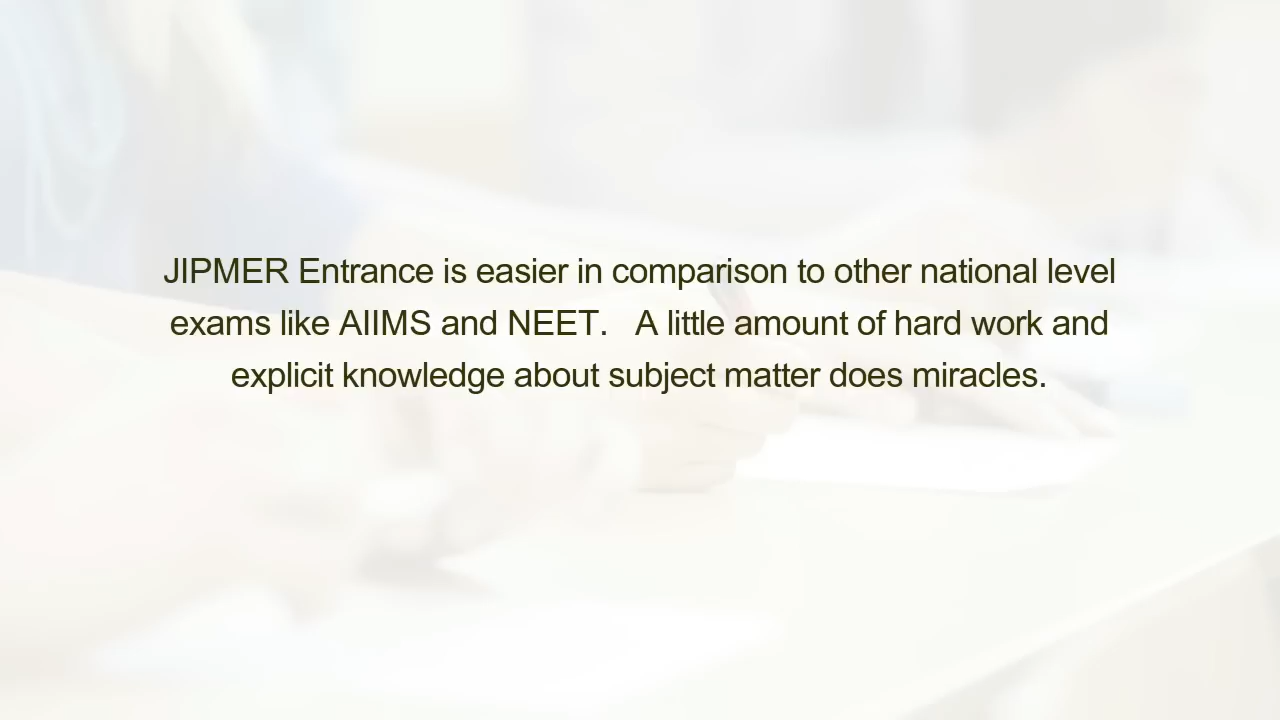 JIPMER Entrance is easier in comparison to other national level
exams like AIIMS and NEET.   A little amount of hard work and
explicit knowledge about subject matter does miracles.